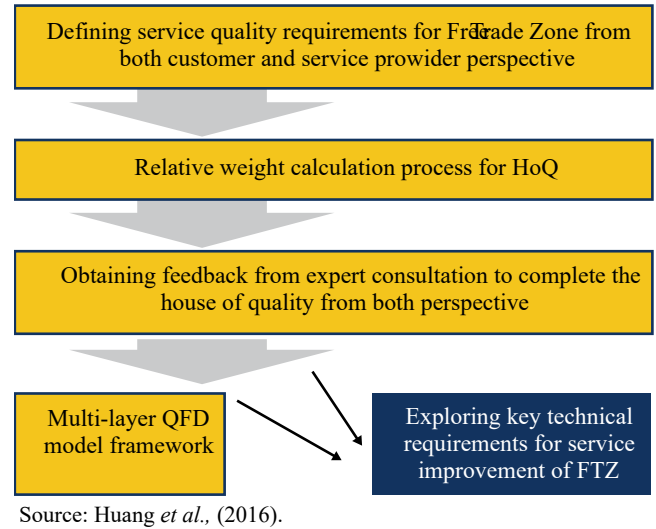 Defining service quality requirements for Free Trade Zone from
both customer and service prowider perspective
Relative weight calculation process for HoQ
Obtaining feedback from expert consultation to complete the
house of quality from both perspective
Multi-layer QFD
model framework
Exploring key technical
requirements for service
improvement of FTZ
Source: Huang et al., (2016).